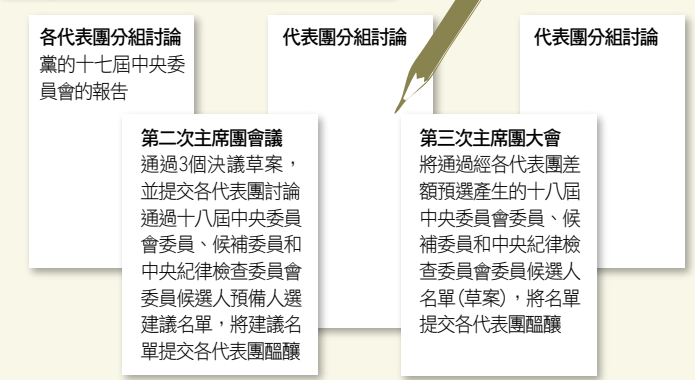 各代表團分組討論
黨的十七屆中央委
員會的報告
第二次主席團會議
通過3個決議草案，
並提交各代表團討論
通過十八屆中央委員
會委員、候補委員和
中央紀律檢查委員會
委員候選人預備人選
建議名單，將建議名
單提交各代表團醞釀
代表團分組討論
第三次主席團大會
將通過經各代表團差
額預選產生的十八屆
中央委員會委員、候
補委員和中央紀律檢
查委員會委員候選人
名單(草案)，將名單
提交各代表團醞釀
代表團分組討論